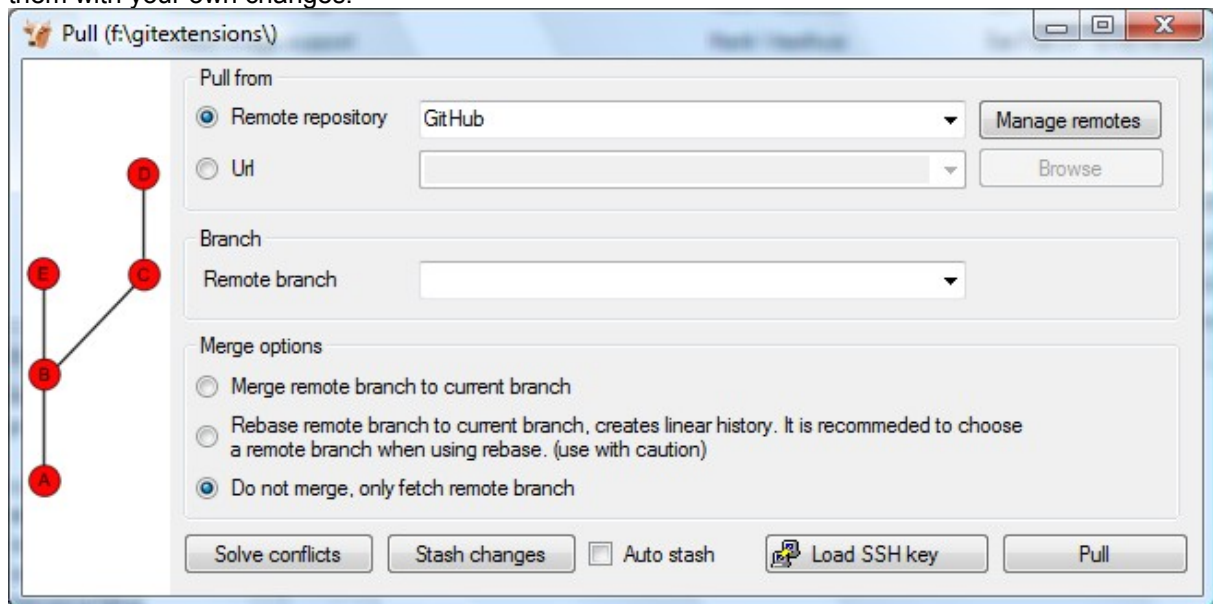 them with your own changes.
Pull (f:\gitextensions\)
Pull from
Remote repository
GitHub
Manage remotes
Url
Browse
Branch
Remote branch
Merge options
Merge remote branch to current branch
Rebase remote branch to current branch, creates linear history. It is recommeded to choose
a remote branch when using rebase. (use with caution)
Do not merge, only fetch remote branch
D
E
C
B
A
Solve conflicts
Stash changes
Auto stash
Load SSH key
Pull